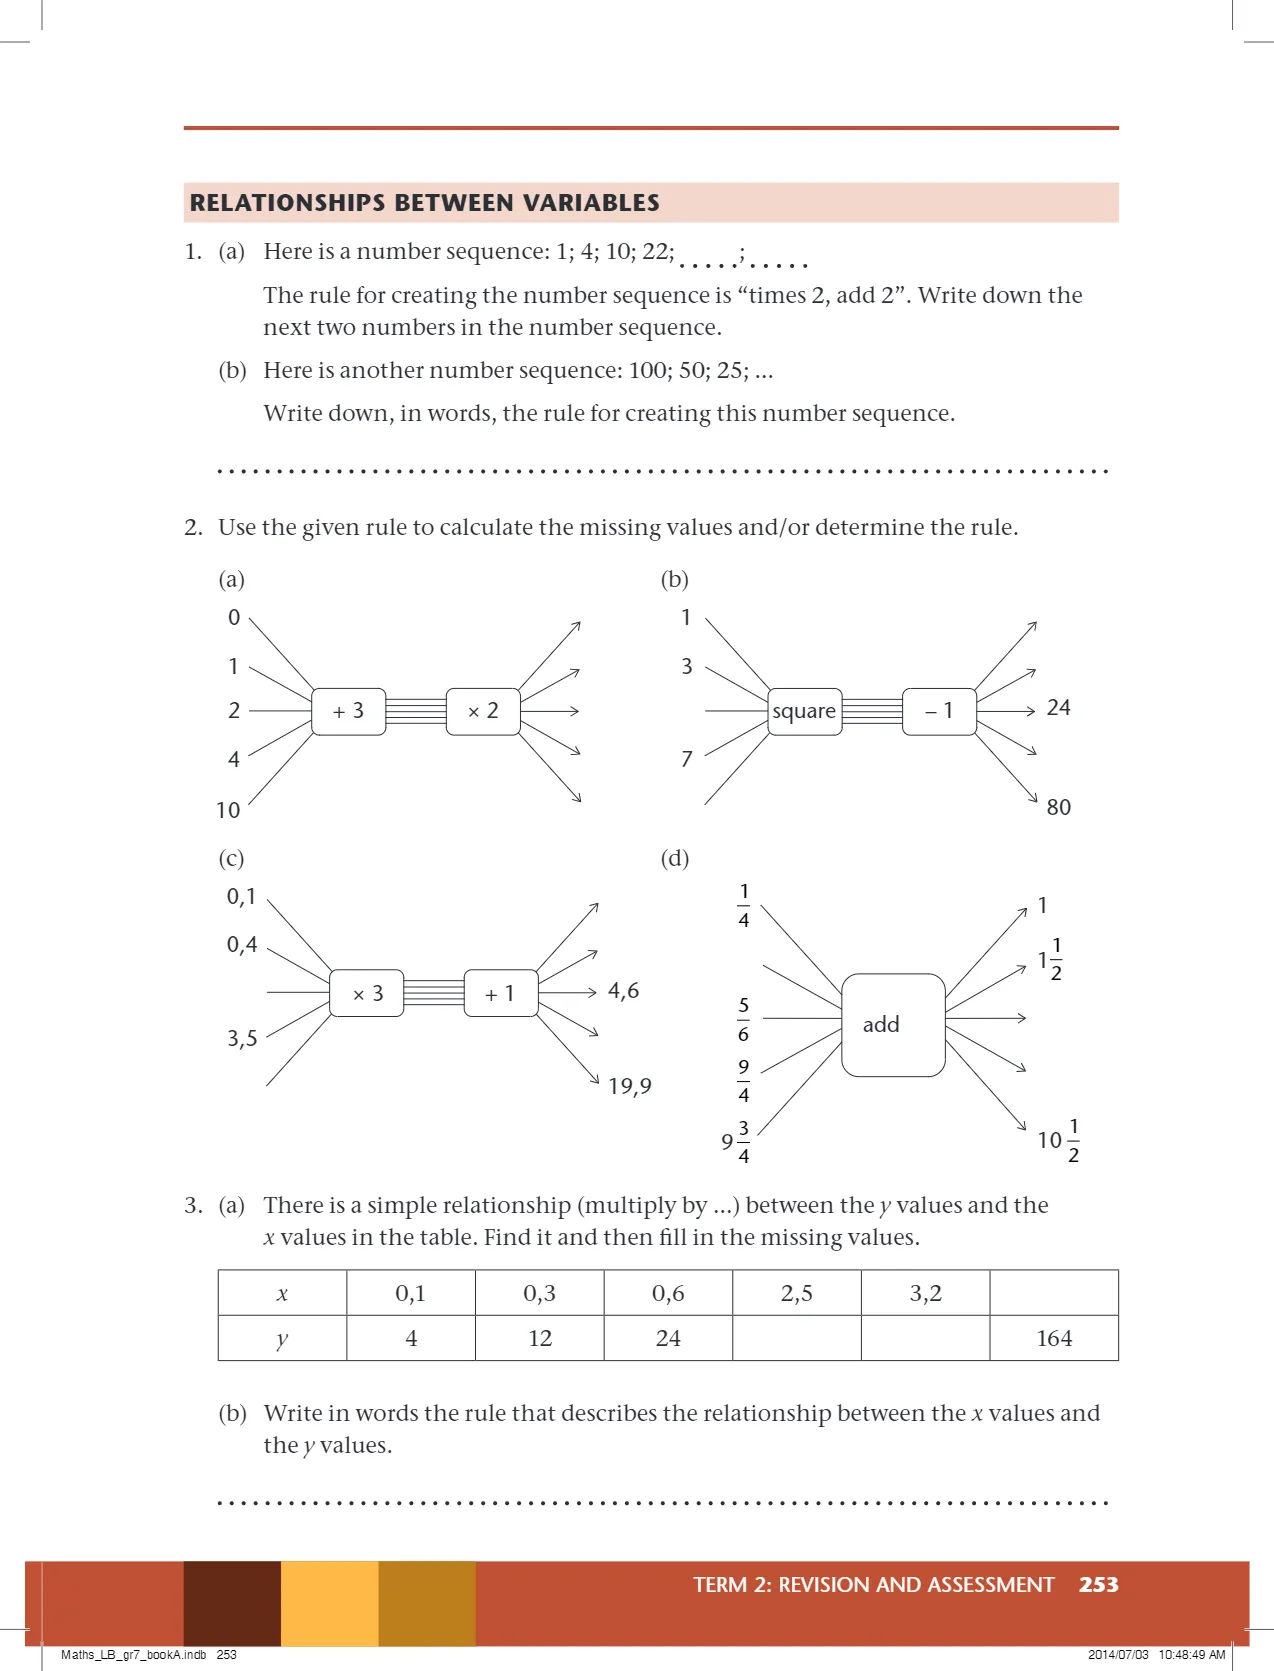 RELATIONSHIPS BETWEEN VARIABLES
1. (a) Here is a number sequence: 1; 4; 10; 22; . . . . .; . . . . .
The rule for creating the number sequence is “times 2, add 2”. Write down the
next two numbers in the number sequence.
(b) Here is another number sequence: 100; 50; 25; ...
Write down, in words, the rule for creating this number sequence.
2. Use the given rule to calculate the missing values and/or determine the rule.
(a) (b)
0 1
1 3
2 + 3 × 2 square – 1 24
4 7
10 80
(c) (d)
0,1 1/4 1
0,4 1 1/2
× 3 + 1 4,6 5/6 add
3,5 9/4
19,9 9 3/4 10 1/2
3. (a) There is a simple relationship (multiply by ...) between the y values and the
x values in the table. Find it and then fill in the missing values.
x 0,1 0,3 0,6 2,5 3,2
y 4 12 24 164
(b) Write in words the rule that describes the relationship between the x values and
the y values.
TERM 2: REVISION AND ASSESSMENT 253
Maths_LB_gr7_bookA.indb 253 2014/07/03 10:48:49 AM